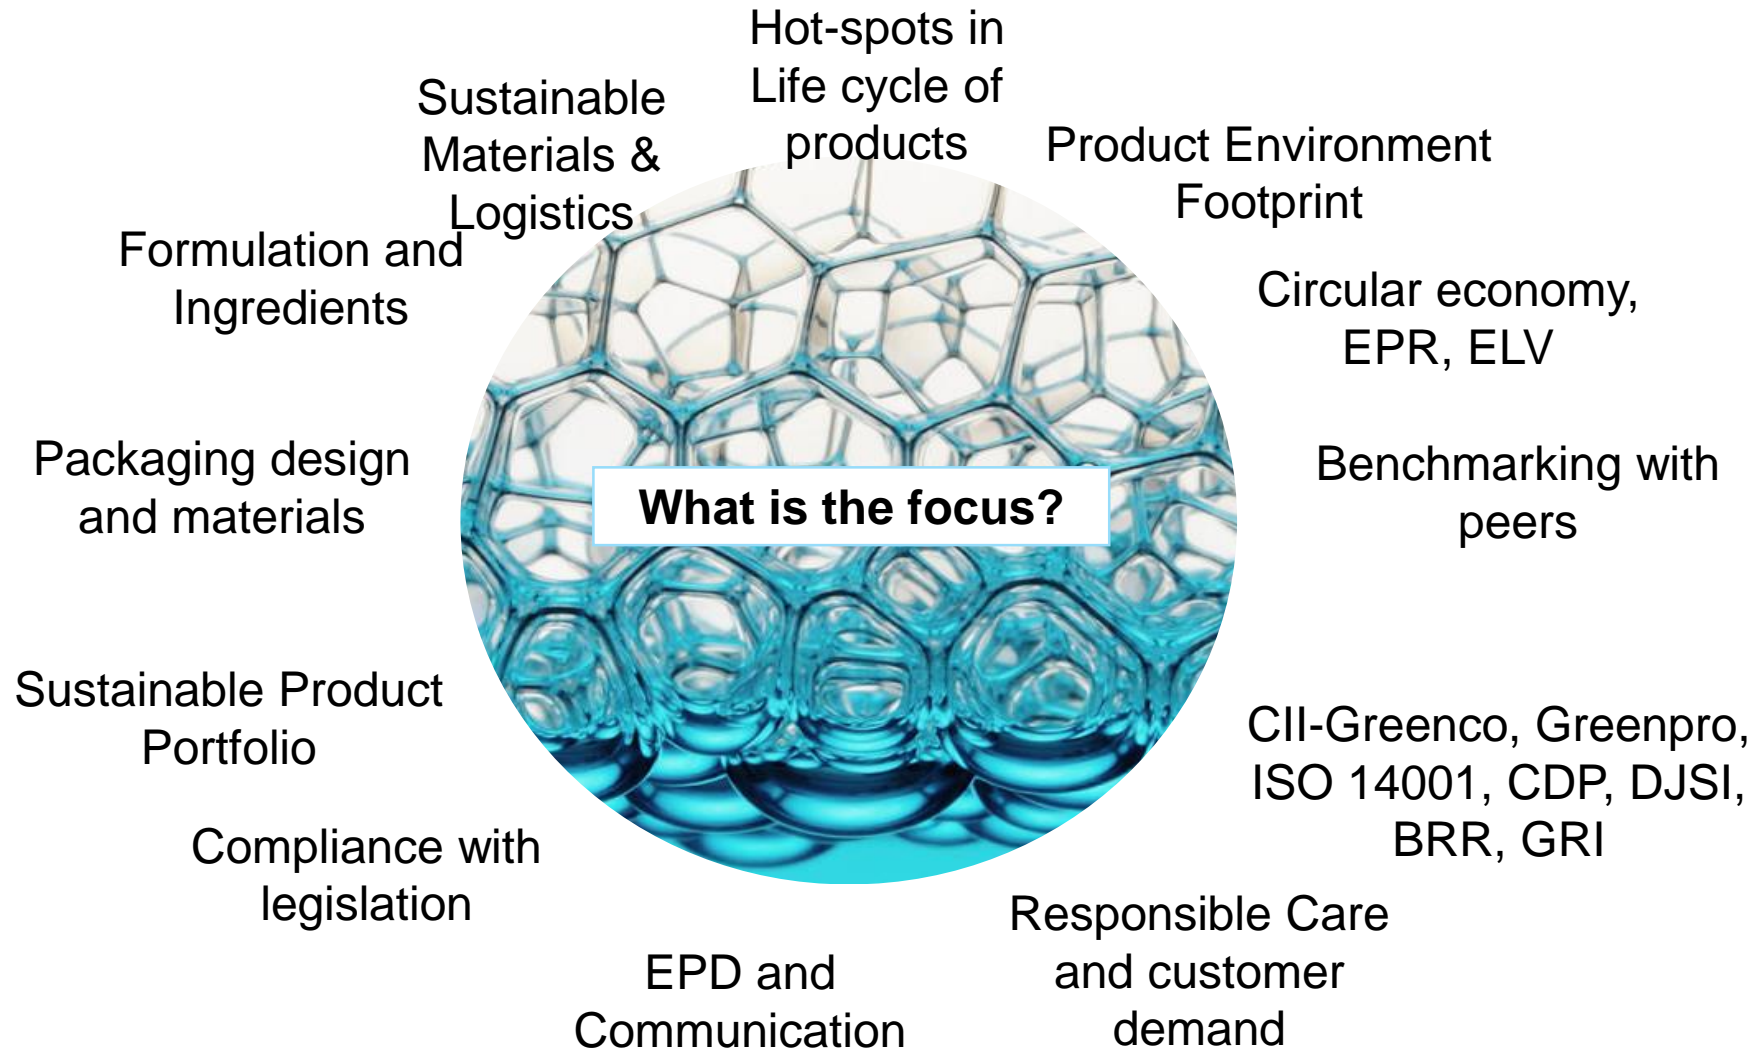 Hot-spots in
Life cycle of
products
Sustainable
Materials &
Logistics
Product Environment
Footprint
Formulation and
Ingredients
Circular economy,
EPR, ELV
Packaging design
and materials
Benchmarking with
peers
What is the focus?
Sustainable Product
Portfolio
CII-Greenco, Greenpro,
ISO 14001, CDP, DJSI,
BRR, GRI
Compliance with
legislation
Responsible Care
and customer
demand
EPD and
Communication